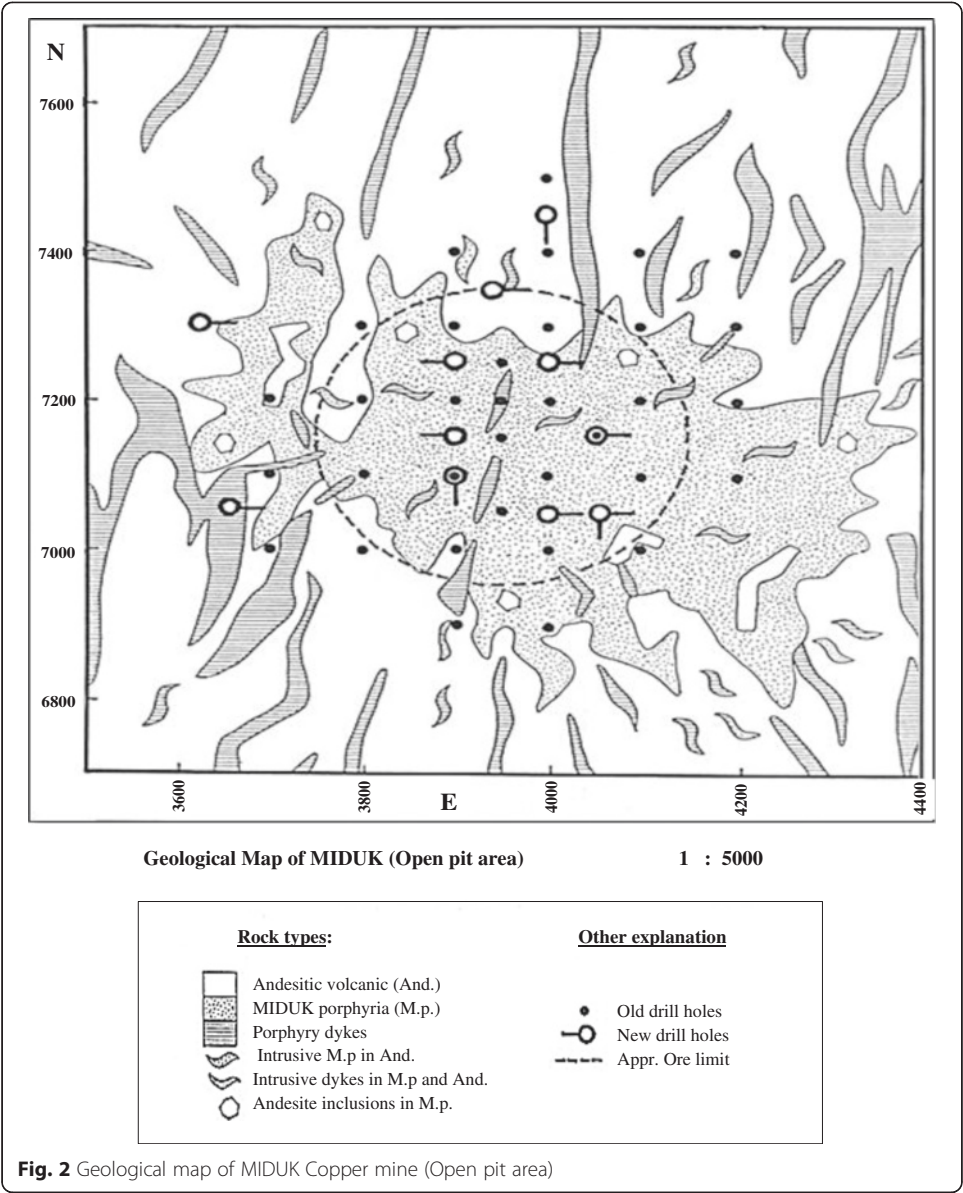 N
7600
7400
7200
7000
6800
3600
3800
E
4000
4200
4400
Geological Map of MIDUK (Open pit area) 1 : 5000
Rock types:
Andesitic volcanic (And.)
MIDUK porphyria (M.p.)
Porphyry dykes
Intrusive M.p in And.
Intrusive dykes in M.p and And.
Andesite inclusions in M.p.
Other explanation
Old drill holes
New drill holes
Appr. Ore limit
Fig. 2 Geological map of MIDUK Copper mine (Open pit area)